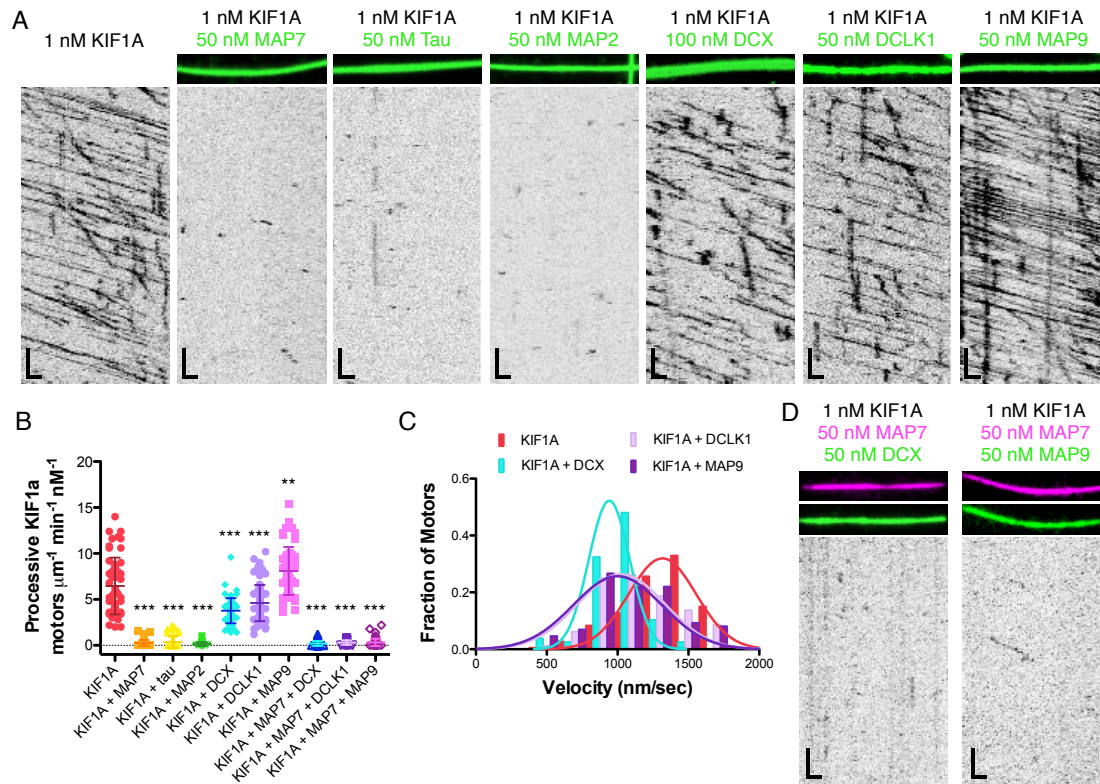 A
1 nM KIF1A
1 nM KIF1A
50 nM MAP7
1 nM KIF1A
50 nM Tau
1 nM KIF1A
50 nM MAP2
1 nM KIF1A
100 nM DCX
1 nM KIF1A
50 nM DCLK1
1 nM KIF1A
50 nM MAP9
B
Processive KIF1a
motors μm-1 min-1 nM-1
20
15
10
5
0
**
***
***
***
***
***
***
***
***
KIF1A
KIF1A + MAP7
KIF1A + tau
KIF1A + MAP2
KIF1A + DCX
KIF1A + DCLK1
KIF1A + MAP9
KIF1A + MAP7 + DCX
KIF1A + MAP7 + DCLK1
KIF1A + MAP7 + MAP9
C
KIF1A
KIF1A + DCLK1
KIF1A + DCX
KIF1A + MAP9
Fraction of Motors
0.6
0.4
0.2
0.0
0
500
1000
1500
2000
Velocity (nm/sec)
D
1 nM KIF1A
50 nM MAP7
50 nM DCX
1 nM KIF1A
50 nM MAP7
50 nM MAP9